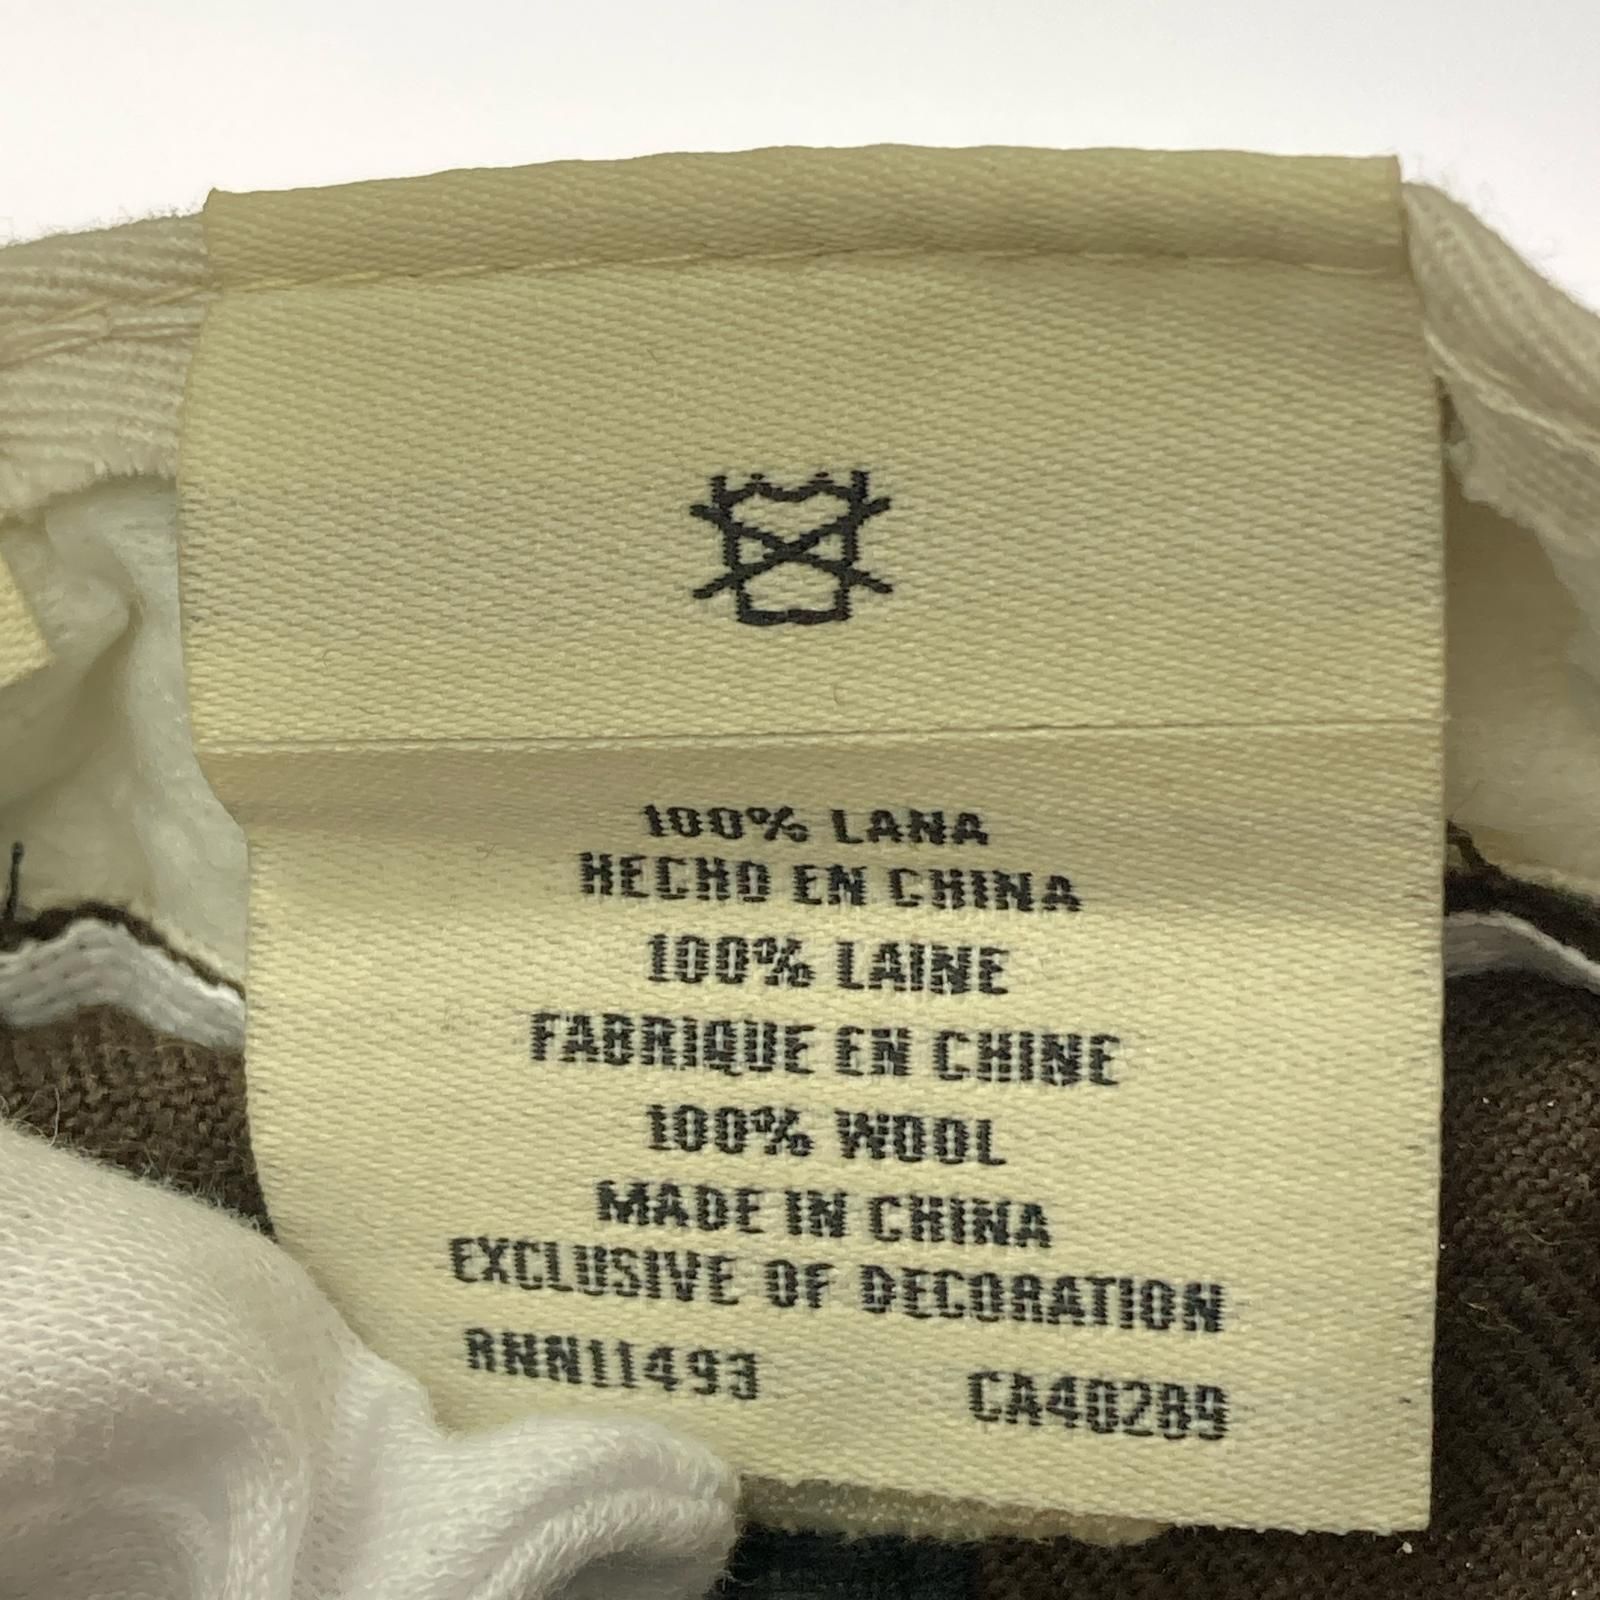 100% LANA
HECHO EN CHINA
100% LAINE
FABRIQUE EN CHINE
100% WOOL
MADE IN CHINA
EXCLUSIVE OF DECORATION
RNN11493 CA40289